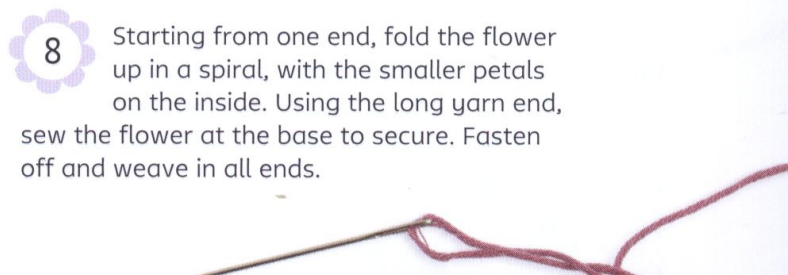 8
Starting from one end, fold the flower
up in a spiral, with the smaller petals
on the inside. Using the long yarn end,
sew the flower at the base to secure. Fasten
off and weave in all ends.